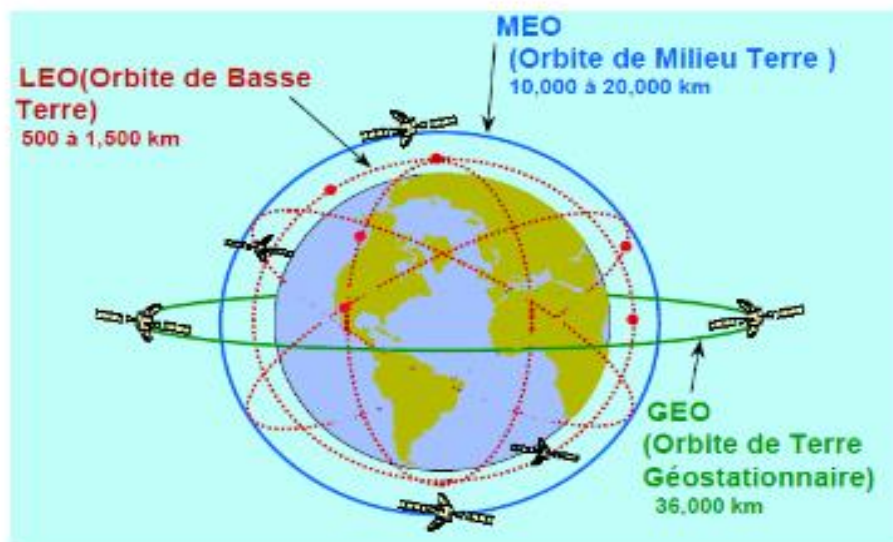 MEO
(Orbite de Milieu Terre )
10,000 à 20,000 km
LEO(Orbite de Basse
Terre)
500 à 1,500 km
GEO
(Orbite de Terre
Géostationnaire)
36,000 km